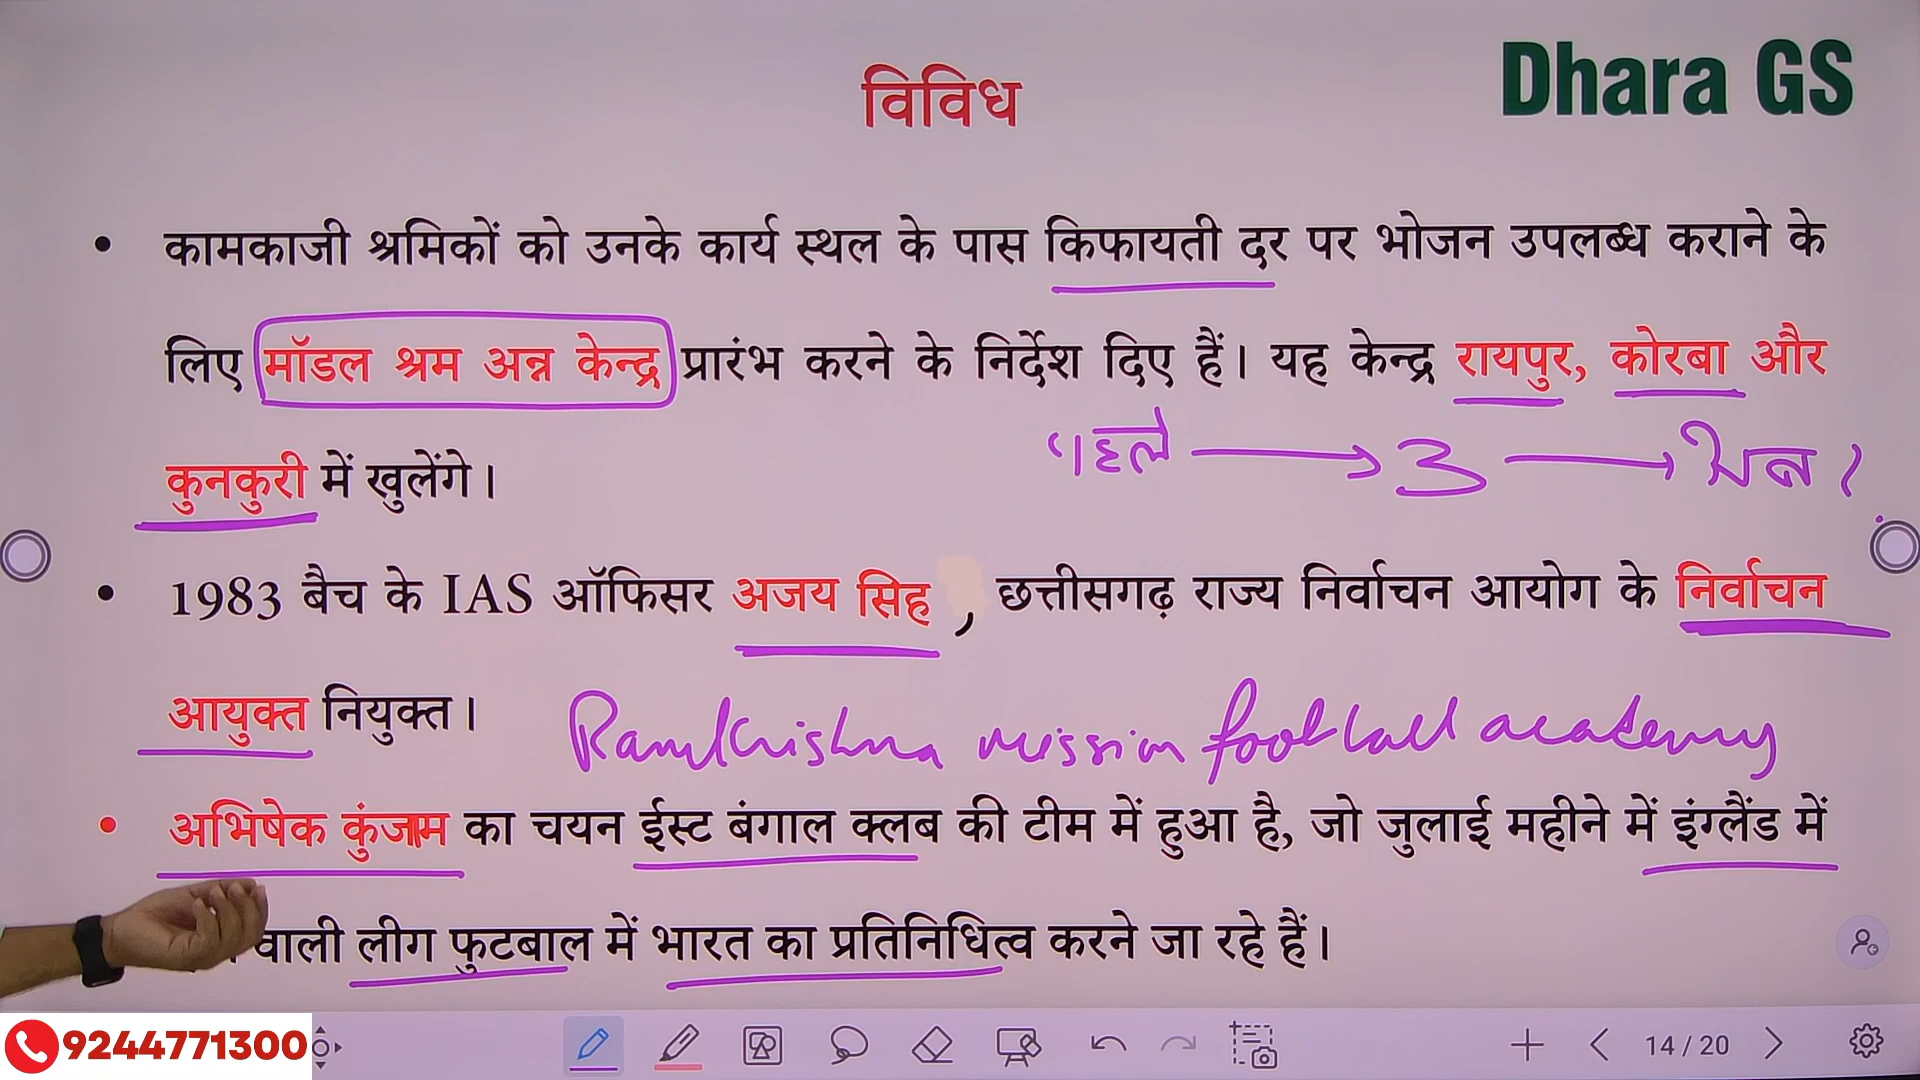 Dhara GS
विविध
• कामकाजी श्रमिकों को उनके कार्य स्थल के पास किफायती दर पर भोजन उपलब्ध कराने के
लिए मॉडल श्रम अन्न केन्द्र प्रारंभ करने के निर्देश दिए हैं। यह केन्द्र रायपुर, कोरबा और
पहले → 3 →
कुनकुरी में खुलेंगे।
• 1983 बैच के IAS ऑफिसर अजय सिंह , छत्तीसगढ़ राज्य निर्वाचन आयोग के निर्वाचन
आयुक्त नियुक्त।
Ramkrishna mission football academy
• अभिषेक कुंजाम का चयन ईस्ट बंगाल क्लब की टीम में हुआ है, जो जुलाई महीने में इंग्लैंड में
वाली लीग फुटबाल में भारत का प्रतिनिधित्व करने जा रहे हैं।
9244771300
14 / 20